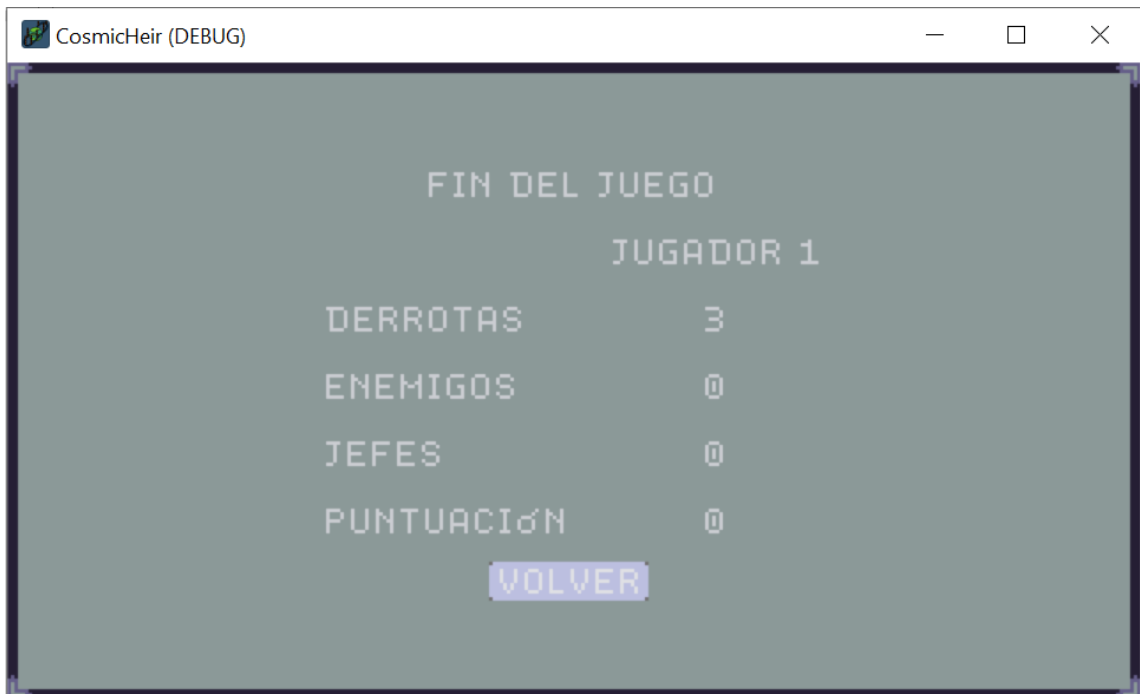 CosmicHeir (DEBUG)
FIN DEL JUEGO
JUGADOR 1
DERROTAS 3
ENEMIGOS 0
JEFES 0
PUNTUACIóN 0
VOLVER